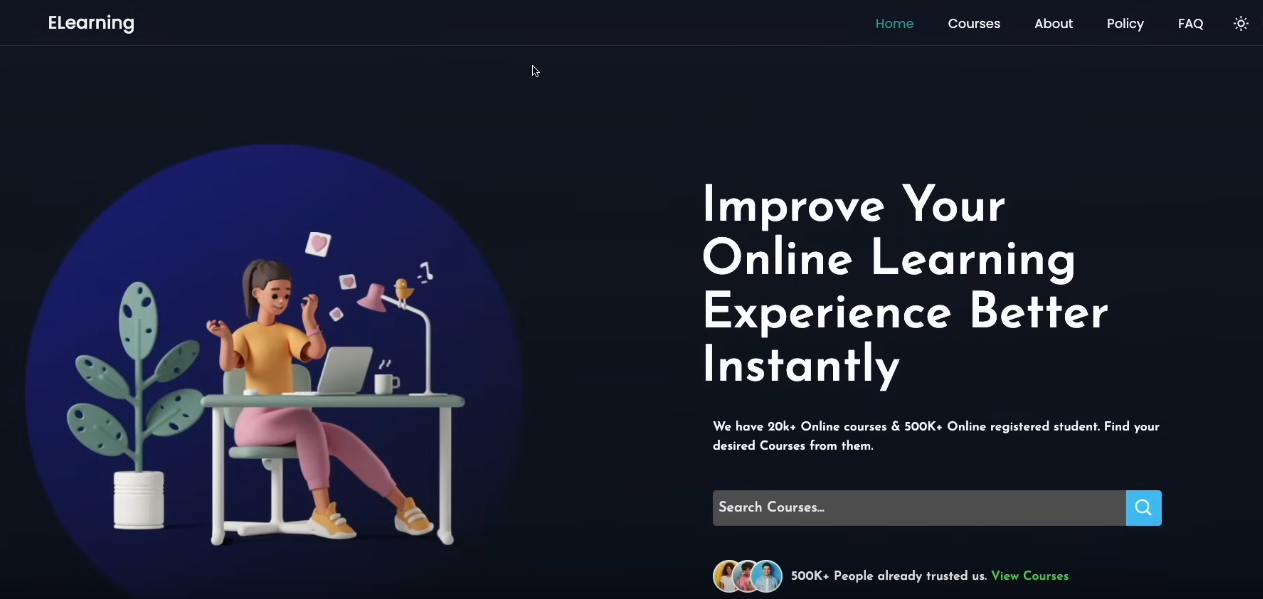 ELearning
Home Courses About Policy FAQ
Improve Your
Online Learning
Experience Better
Instantly
We have 20k+ Online courses & 500K+ Online registered student. Find your
desired Courses from them.
Search Courses...
500K+ People already trusted us. View Courses